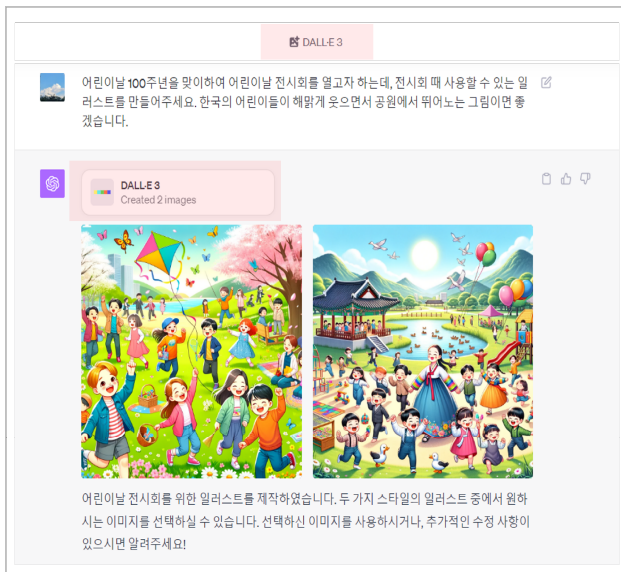 DALL·E 3
어린이날 100주년을 맞이하여 어린이날 전시회를 열고자 하는데, 전시회 때 사용할 수 있는 일
러스트를 만들어주세요. 한국의 어린이들이 해맑게 웃으면서 공원에서 뛰어노는 그림이면 좋
겠습니다.
DALL·E 3
Created 2 images
어린이날 전시회를 위한 일러스트를 제작하였습니다. 두 가지 스타일의 일러스트 중에서 원하
시는 이미지를 선택하실 수 있습니다. 선택하신 이미지를 사용하시거나, 추가적인 수정 사항이
있으시면 알려주세요!